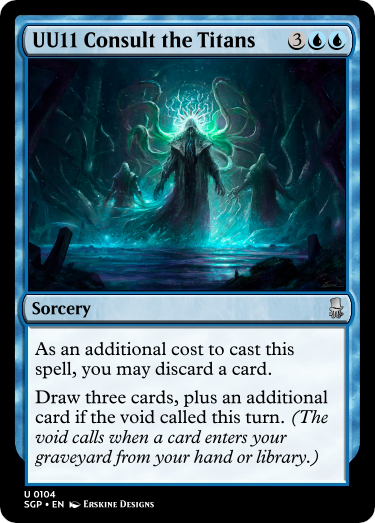 UU11 Consult the Titans 3
Sorcery
As an additional cost to cast this
spell, you may discard a card.
Draw three cards, plus an additional
card if the void called this turn. (The
void calls when a card enters your
graveyard from your hand or library.)
U 0104
SGP • EN Erskine Designs